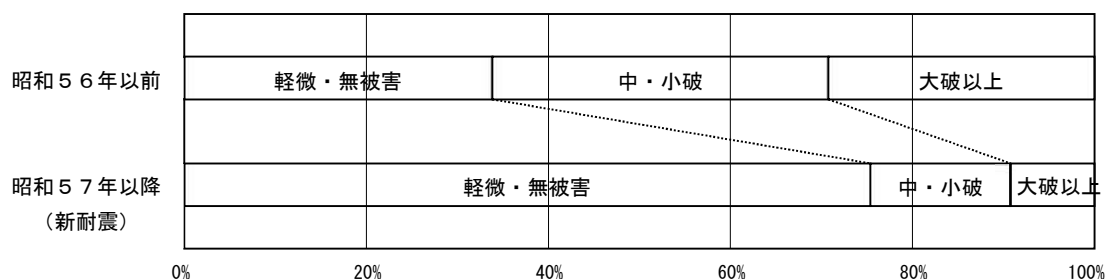 昭和５６年以前
軽微・無被害
中・小破
大破以上
昭和５７年以降
（新耐震）
軽微・無被害
中・小破
大破以上
0%
20%
40%
60%
80%
100%